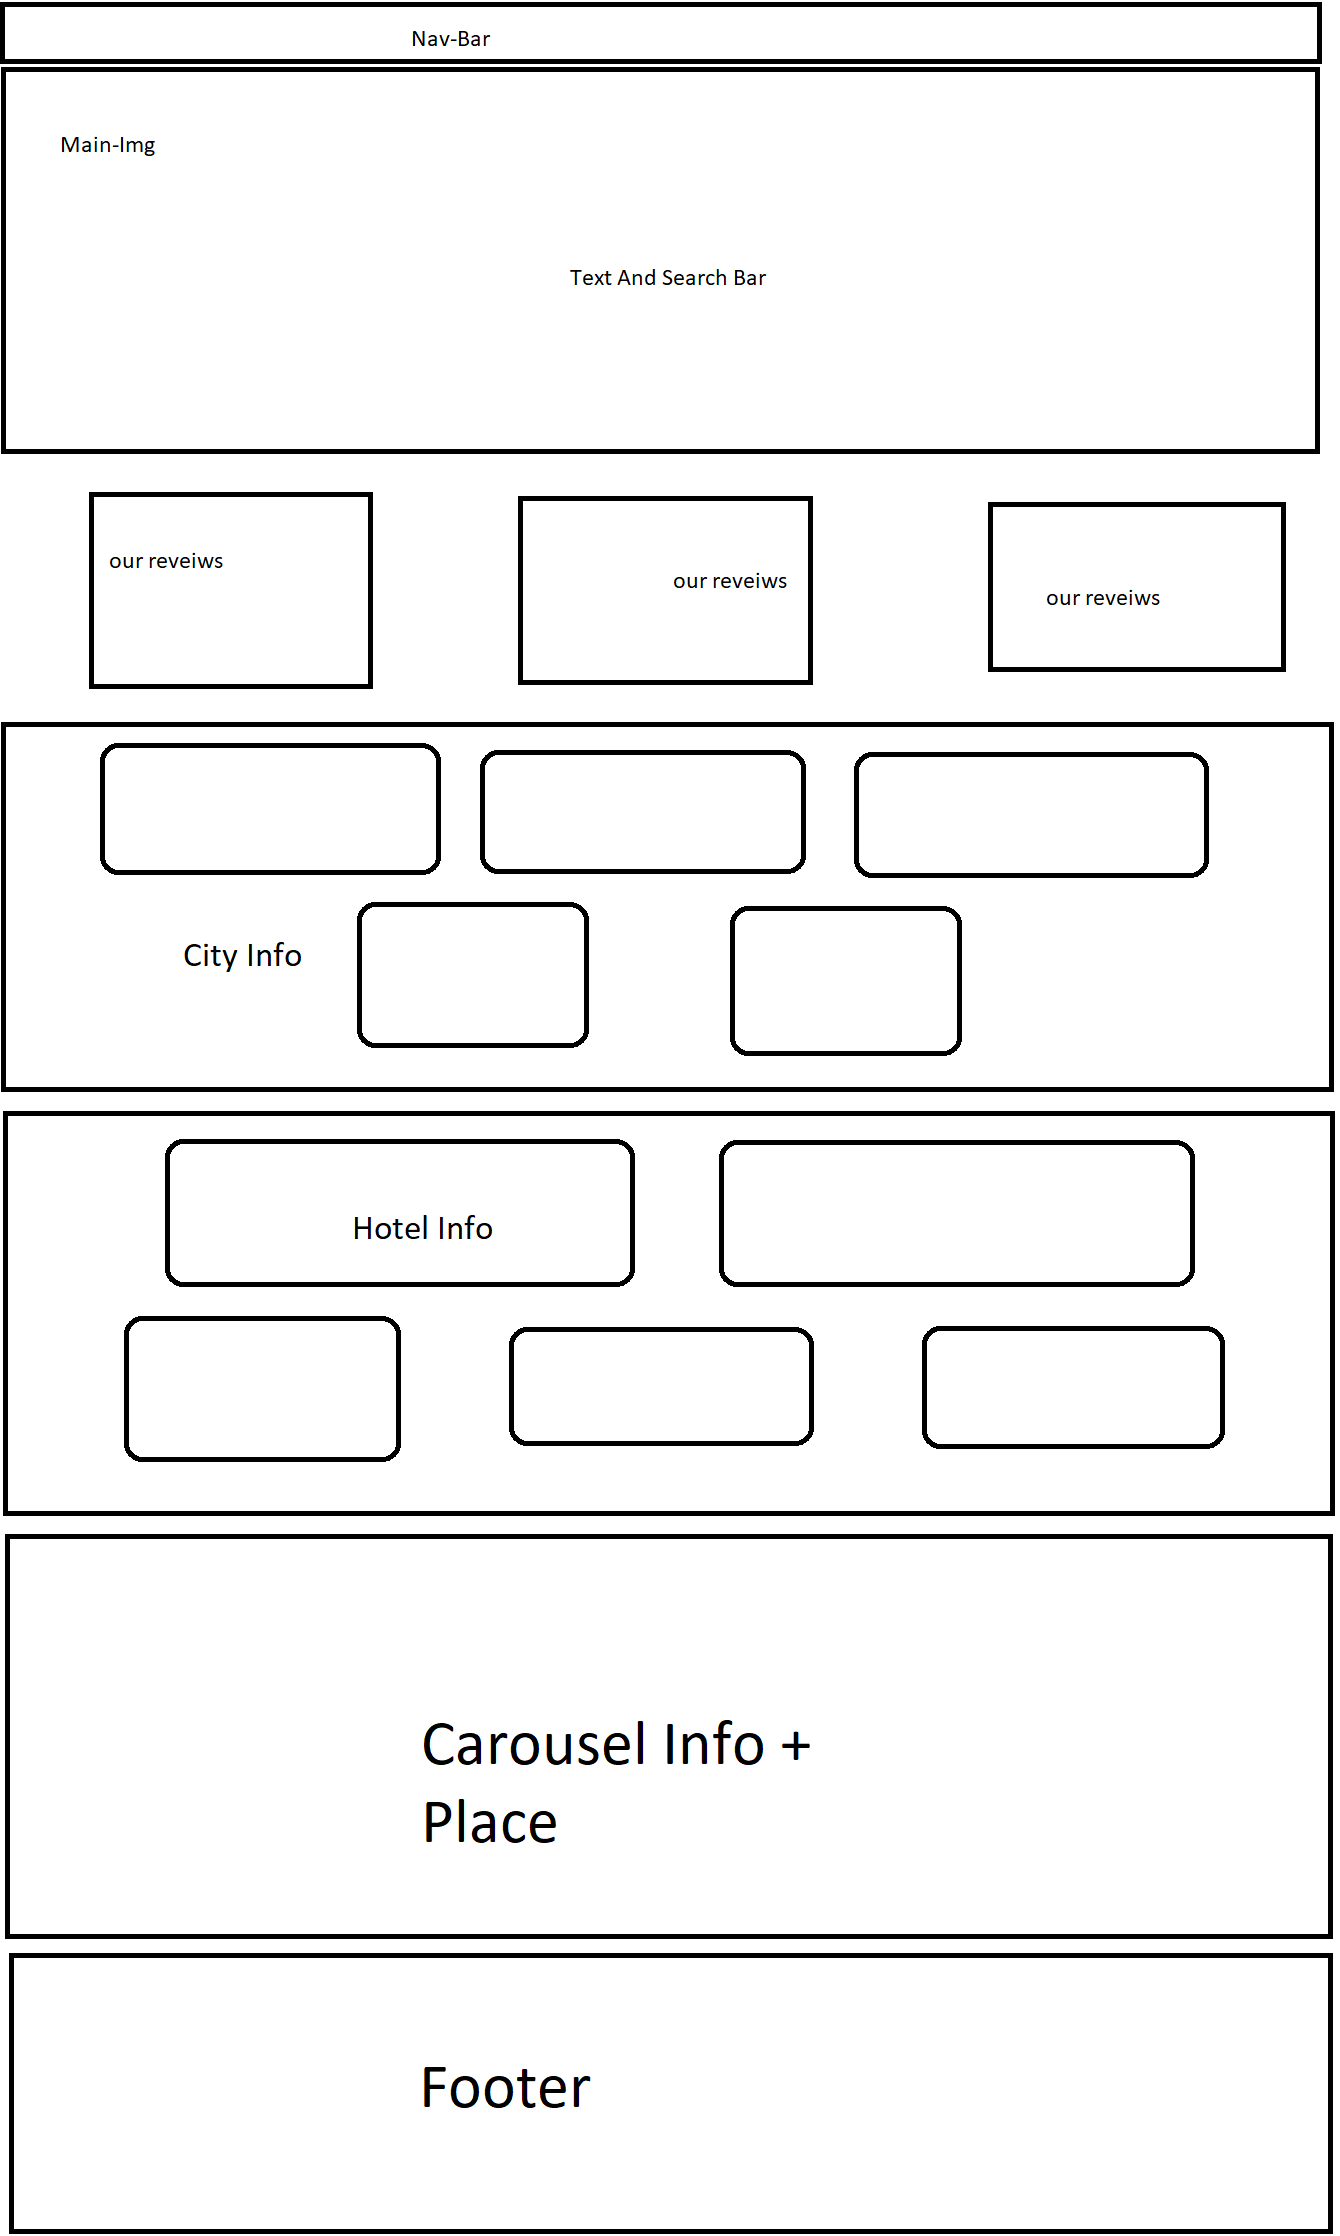 Nav-Bar
Main-Img
Text And Search Bar
our reveiws
our reveiws
our reveiws
City Info
Hotel Info
Carousel Info +
Place
Footer